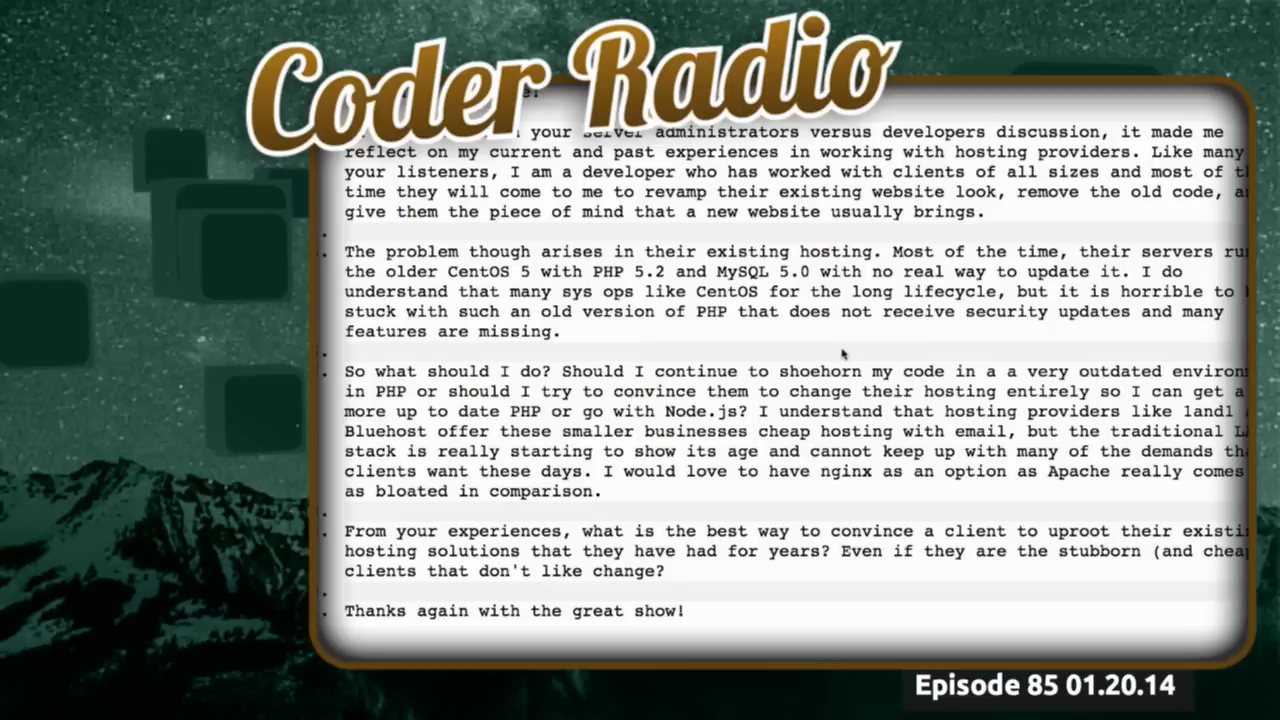 Coder Radio
your server administrators versus developers discussion, it made me
reflect on my current and past experiences in working with hosting providers. Like many
your listeners, I am a developer who has worked with clients of all sizes and most of
time they will come to me to revamp their existing website look, remove the old code,
give them the piece of mind that a new website usually brings.
The problem though arises in their existing hosting. Most of the time, their servers
the older CentOS 5 with PHP 5.2 and MySQL 5.0 with no real way to update it. I do
understand that many sys ops like CentOS for the long lifecycle, but it is horrible to
stuck with such an old version of PHP that does not receive security updates and many
features are missing.
So what should I do? Should I continue to shoehorn my code in a a very outdated
in PHP or should I try to convince them to change their hosting entirely so I can get a
more up to date PHP or go with Node.js? I understand that hosting providers like 1and1
Bluehost offer these smaller businesses cheap hosting with email, but the traditional
stack is really starting to show its age and cannot keep up with many of the demands
clients want these days. I would love to have nginx as an option as Apache really comes
as bloated in comparison.
From your experiences, what is the best way to convince a client to uproot their
hosting solutions that they have had for years? Even if they are the stubborn (and
clients that don't like change?
Thanks again with the great show!
Episode 85 01.20.14